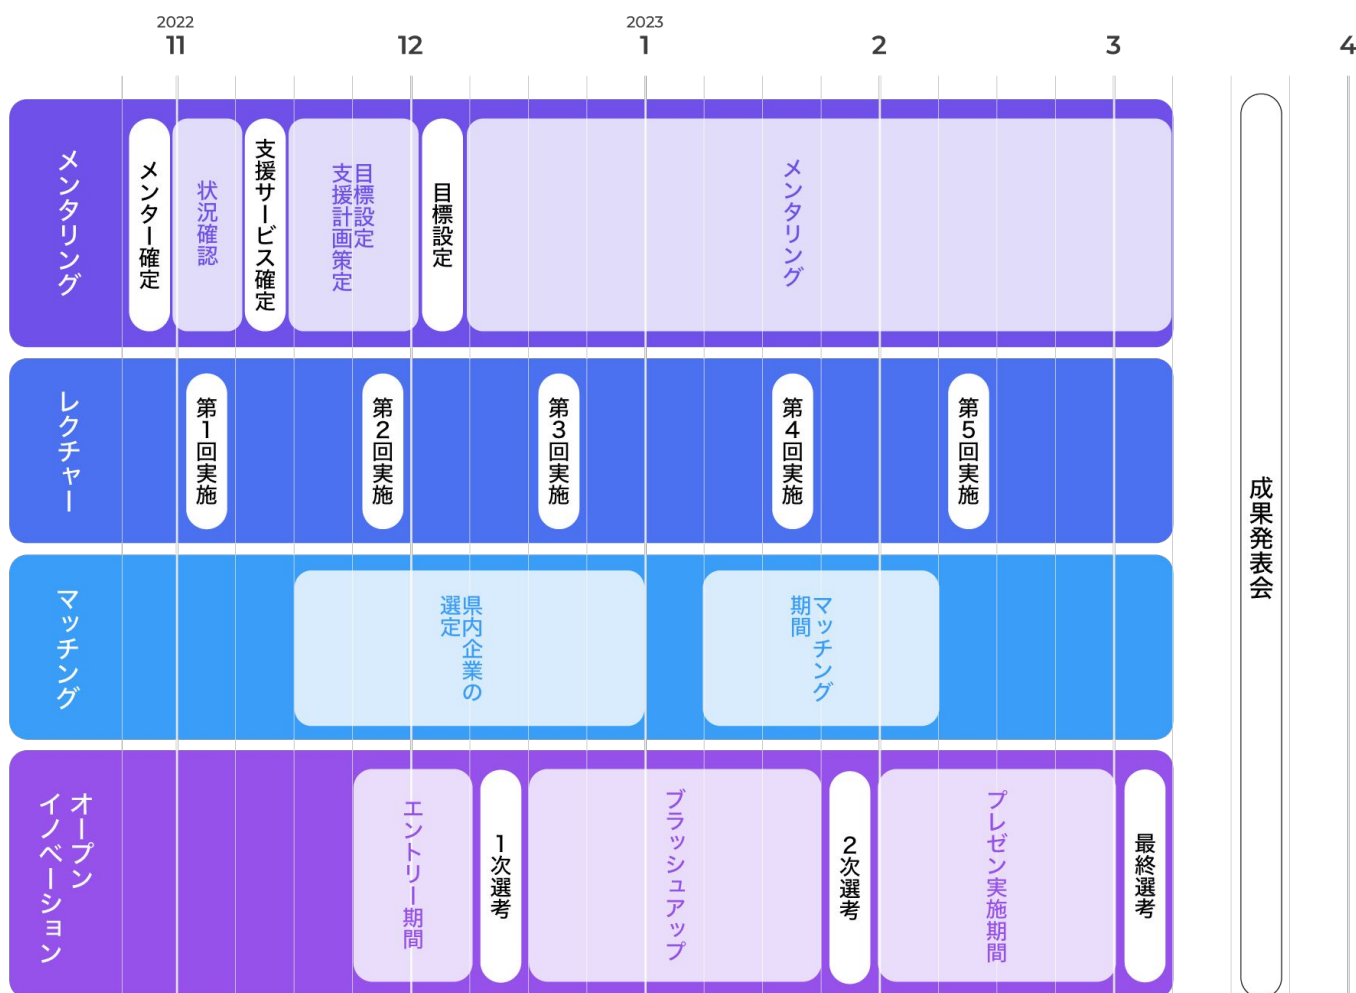 2022
11
12
2023
1
2
3
4
メンタリング
メンター確定
状況確認
支援サービス確定
目標設定
支援計画策定
目標設定
メンタリング
レクチャー
第1回実施
第2回実施
第3回実施
第4回実施
第5回実施
マッチング
県内企業の
選定
マッチング
期間
オープン
イノベーション
エントリー期間
1次選考
ブラッシュアップ
2次選考
プレゼン実施期間
最終選考
成果発表会